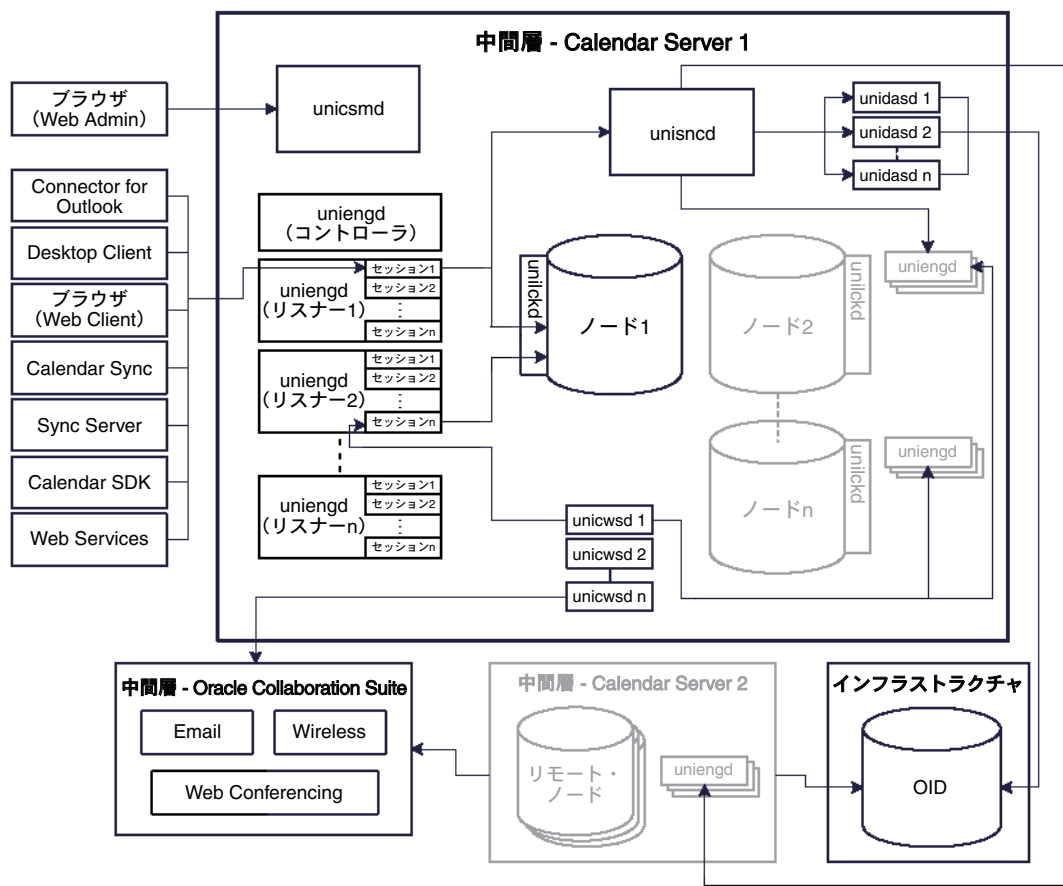 中間層 - Calendar Server 1
ブラウザ
（Web Admin）
unicsmd
unisncd
unidasd 1
unidasd 2
unidasd n
Connector for
Outlook
Desktop Client
ブラウザ
（Web Client）
Calendar Sync
Sync Server
Calendar SDK
Web Services
uniengd
（コントローラ）
uniengd
（リスナー1）
セッション1
セッション2
⋮
セッションn
uniengd
（リスナー2）
セッション1
セッション2
⋮
セッションn
uniengd
（リスナーn）
セッション1
セッション2
⋮
セッションn
unilckd
ノード1
ノード2
unilckd
uniengd
ノードn
unilckd
uniengd
unicwsd 1
unicwsd 2
unicwsd n
中間層 - Oracle Collaboration Suite
Email
Wireless
Web Conferencing
中間層 - Calendar Server 2
リモート・
ノード
uniengd
インフラストラクチャ
OID